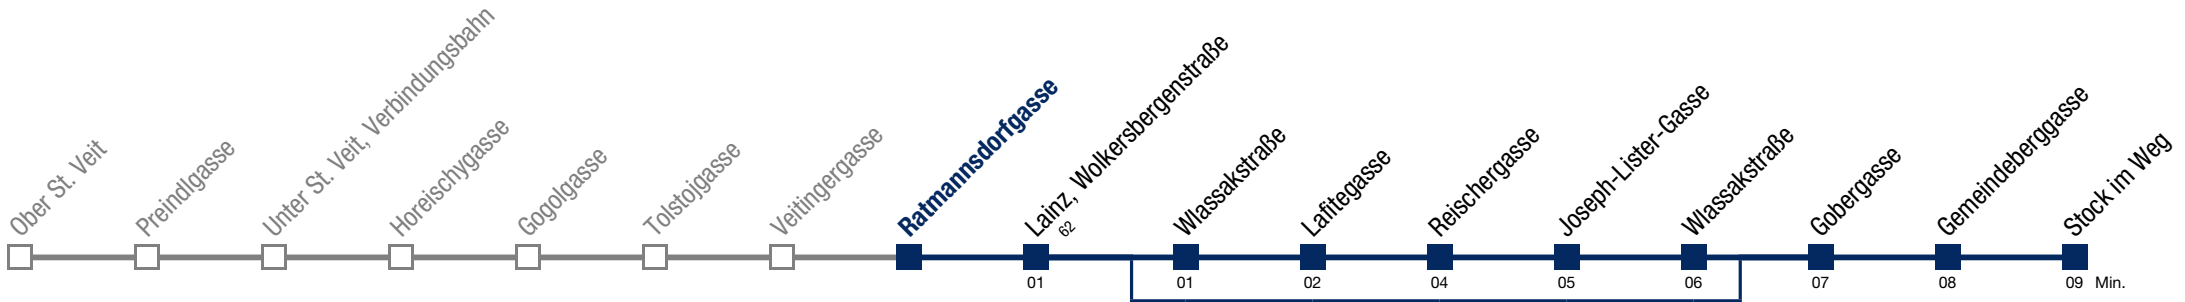 Ober St. Veit
Preindlgasse
Unter St. Veit, Verbindungsbahn
Horeischygasse
Gogolgasse
Tolstojgasse
Veitingergasse
Ratmannsdorfgasse
Lainz, Wolkersbergenstraße
62
Wlassakstraße
Lafitegasse
Reischergasse
Joseph-Lister-Gasse
Wlassakstraße
Gobergasse
Gemeindeberggasse
Stock im Weg
01 01 02 04 05 06 07 08 09 Min.